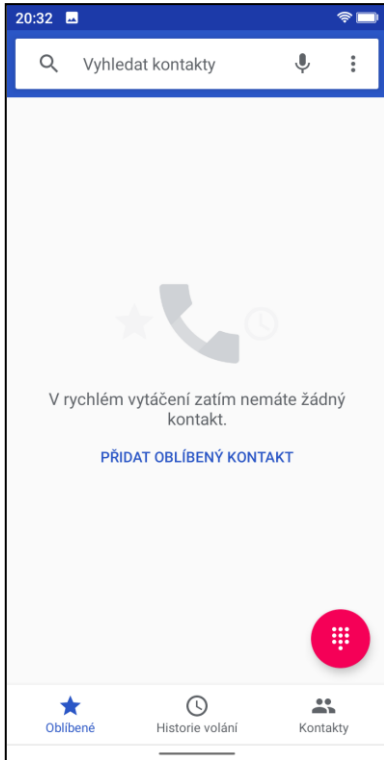 20:32
Vyhledat kontakty
V rychlém vytáčení zatím nemáte žádný
kontakt.
PŘIDAT OBLÍBENÝ KONTAKT
Oblíbené Historie volání Kontakty